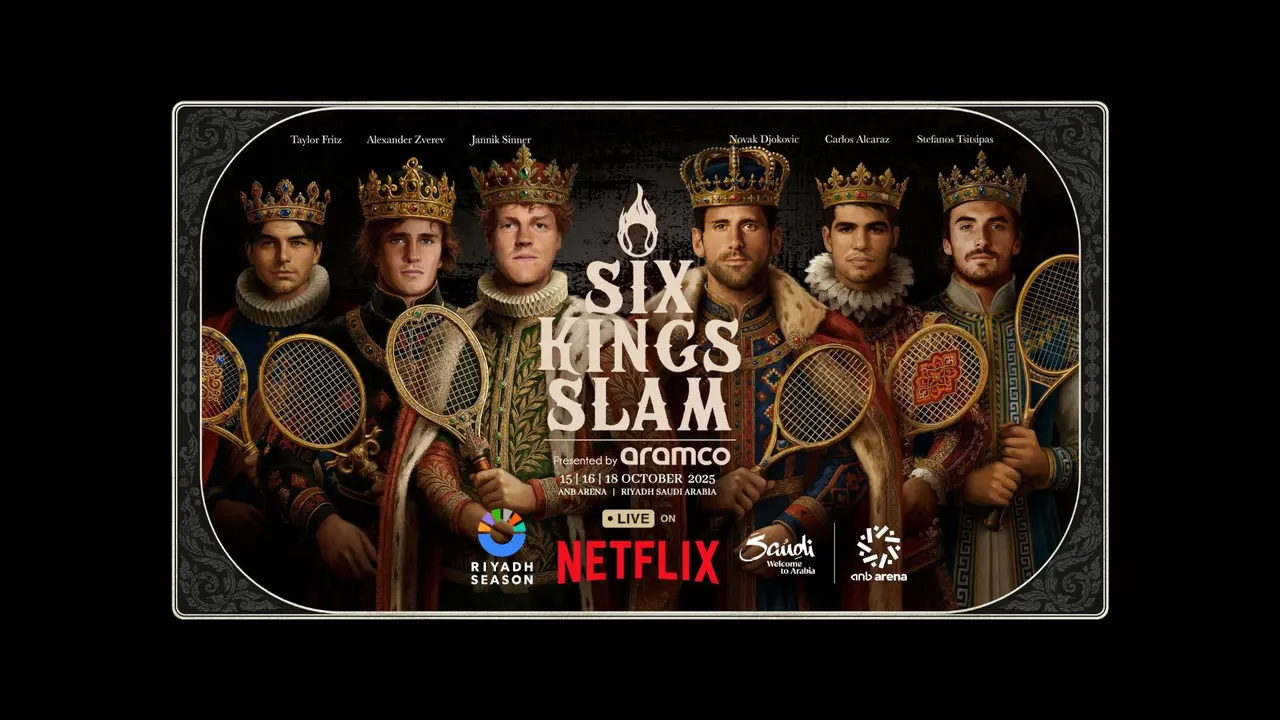 Taylor Fritz
Alexander Zverev
Jannik Sinner
Novak Djokovic
Carlos Alcaraz
Stefanos Tsitsipas
SIX
KINGS
SLAM
Presented by aramco
15 | 16 | 18 OCTOBER 2025
ANB ARENA | RIYADH SAUDI ARABIA
• LIVE ON
NETFLIX
RIYADH
SEASON
Saudi
Welcome
to Arabia
anb arena